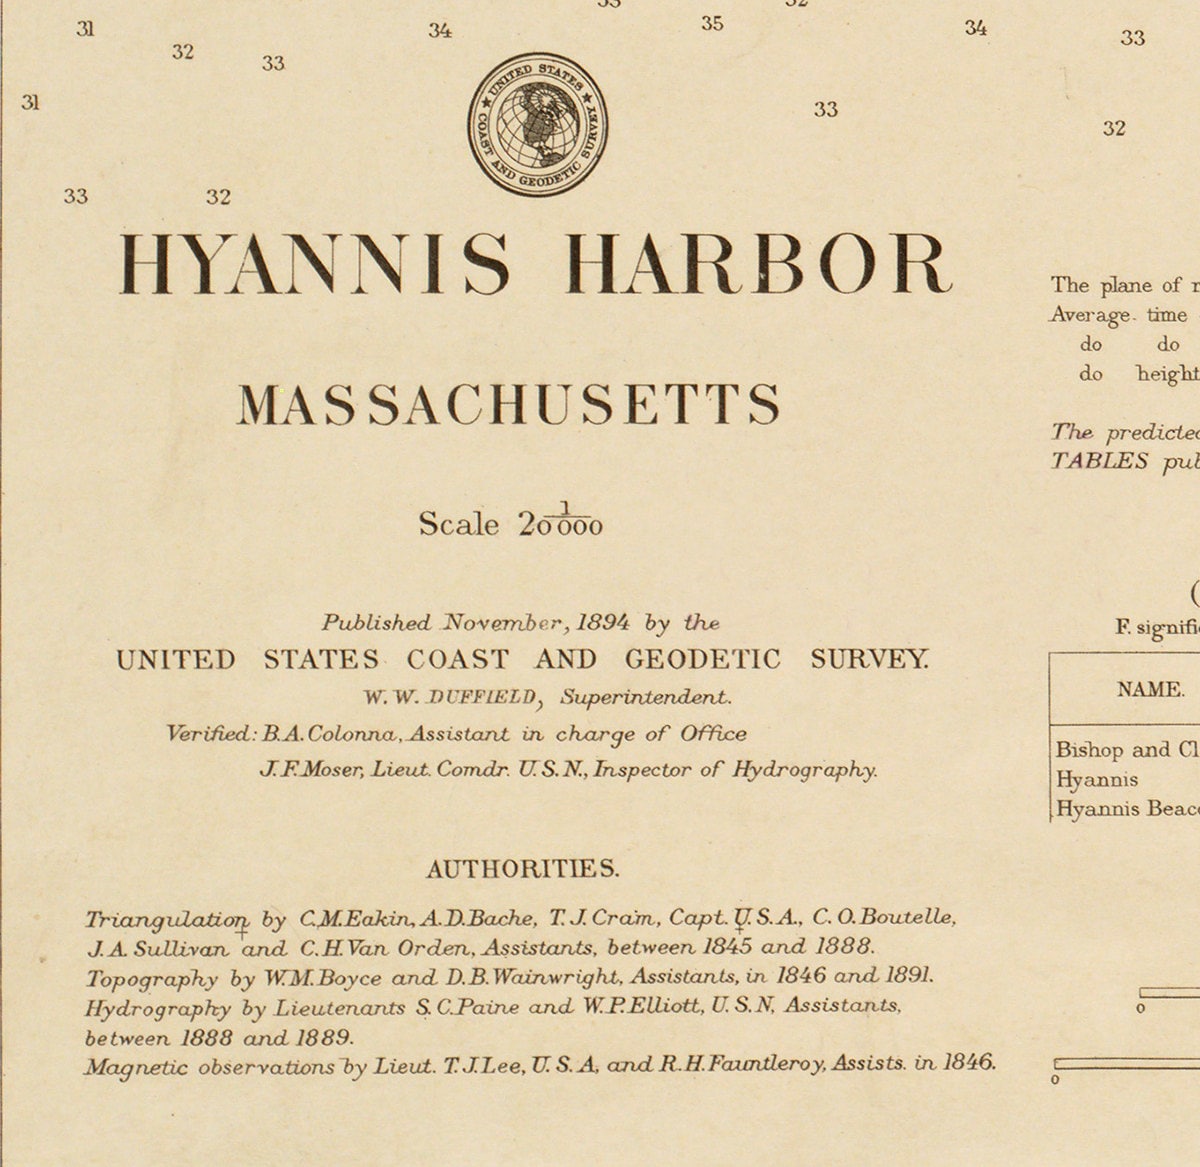 33 32
31 34 35 34 33
32 33
31 33 32
UNITED STATES
COAST AND GEODETIC SURVEY
33 32
HYANNIS HARBOR
MASSACHUSETTS
Scale 1/20000
Published November, 1894 by the
UNITED STATES COAST AND GEODETIC SURVEY.
W. W. DUFFIELD, Superintendent.
Verified: B.A. Colonna, Assistant in charge of Office
J.F. Moser, Lieut. Comdr. U.S.N., Inspector of Hydrography.
AUTHORITIES.
Triangulation by C.M.Eakin, A.D.Bache, T.J.Cram, Capt. U.S.A., C.O.Boutelle,
J.A. Sullivan and C.H.Van Orden, Assistants, between 1845 and 1888.
Topography by W.M.Boyce and D.B.Wainwright, Assistants, in 1846 and 1891.
Hydrography by Lieutenants S.C.Paine and W.P.Elliott, U.S.N, Assistants,
between 1888 and 1889.
Magnetic observations by Lieut. T.J.Lee, U.S.A, and R.H.Fauntleroy, Assists. in 1846.
The plane of
Average time
do do
do height
The predicted
TABLES
F.
NAME.
Bishop and
Hyannis
Hyannis
0
0